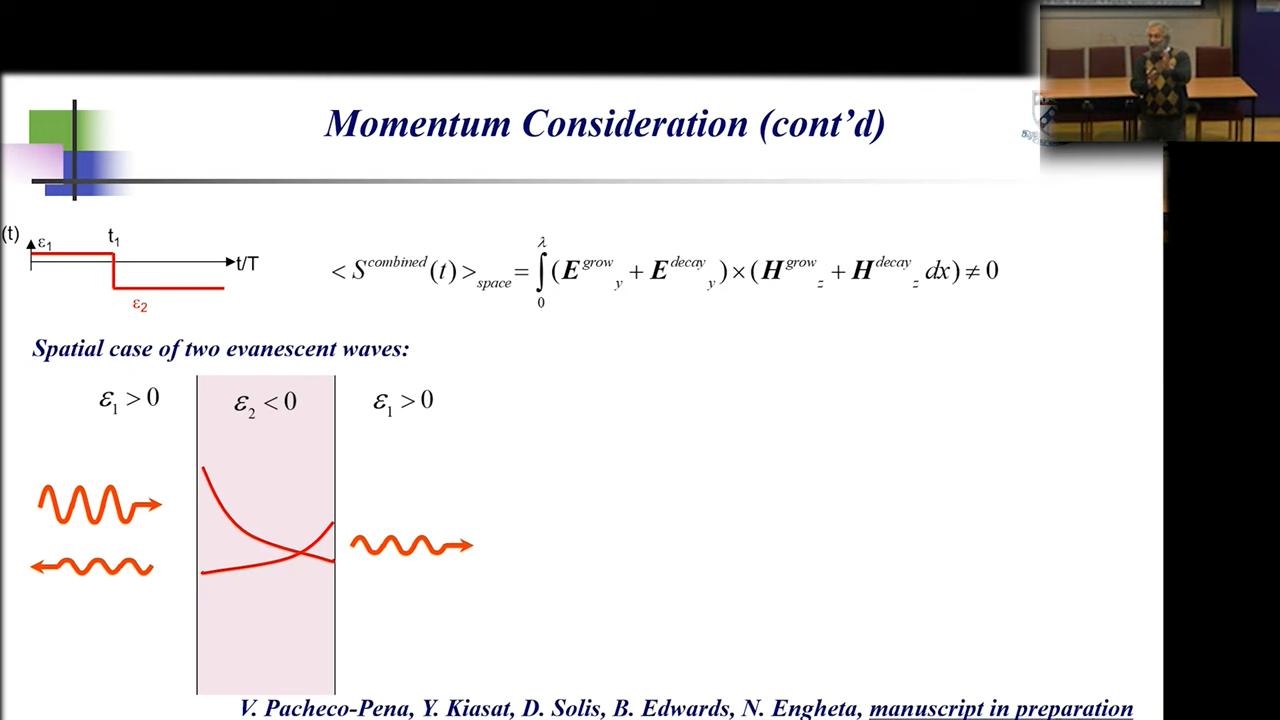 Momentum Consideration (cont'd)
(t)
ε1
t1
t/T
ε2
< S^combined(t) >space = ∫0^λ (E^grow_y + E^decay_y) × (H^grow_z + H^decay_z dx) ≠ 0
Spatial case of two evanescent waves:
ε1 > 0
ε2 < 0
ε1 > 0
V. Pacheco-Pena, Y. Kiasat, D. Solis, B. Edwards, N. Engheta, manuscript in preparation